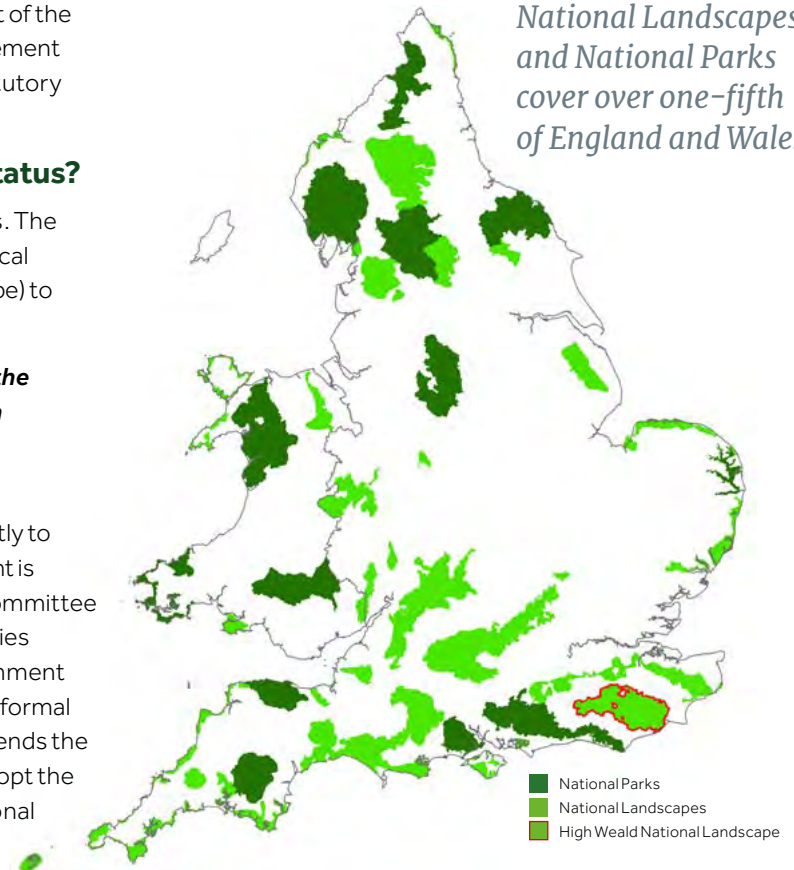 t of the
ement
tutory
tatus?
s. The
cal
pe) to
the
n
tly to
nt is
ommittee
ies
nment
formal
ends the
opt the
onal
National Landscapes
and National Parks
cover over one-fifth
of England and Wale
National Parks
National Landscapes
High Weald National Landscape